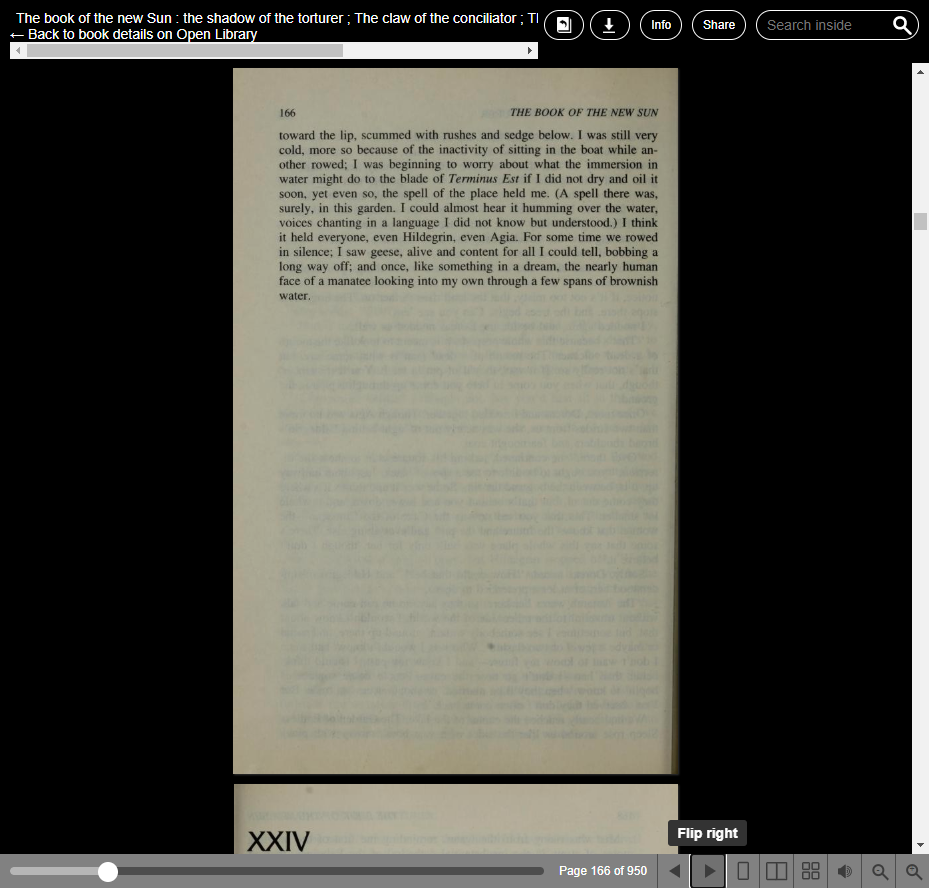 The book of the new Sun : the shadow of the torturer ; The claw of the conciliator ; Tl
← Back to book details on Open Library
Info
Share
Search inside
166
THE BOOK OF THE NEW SUN
toward the lip, scummed with rushes and sedge below. I was still very
cold, more so because of the inactivity of sitting in the boat while an-
other rowed; I was beginning to worry about what the immersion in
water might do to the blade of Terminus Est if I did not dry and oil it
soon, yet even so, the spell of the place held me. (A spell there was,
surely, in this garden. I could almost hear it humming over the water,
voices chanting in a language I did not know but understood.) I think
it held everyone, even Hildegrin, even Agia. For some time we rowed
in silence; I saw geese, alive and content for all I could tell, bobbing a
long way off; and once, like something in a dream, the nearly human
face of a manatee looking into my own through a few spans of brownish
water.
XXIV
Flip right
Page 166 of 950